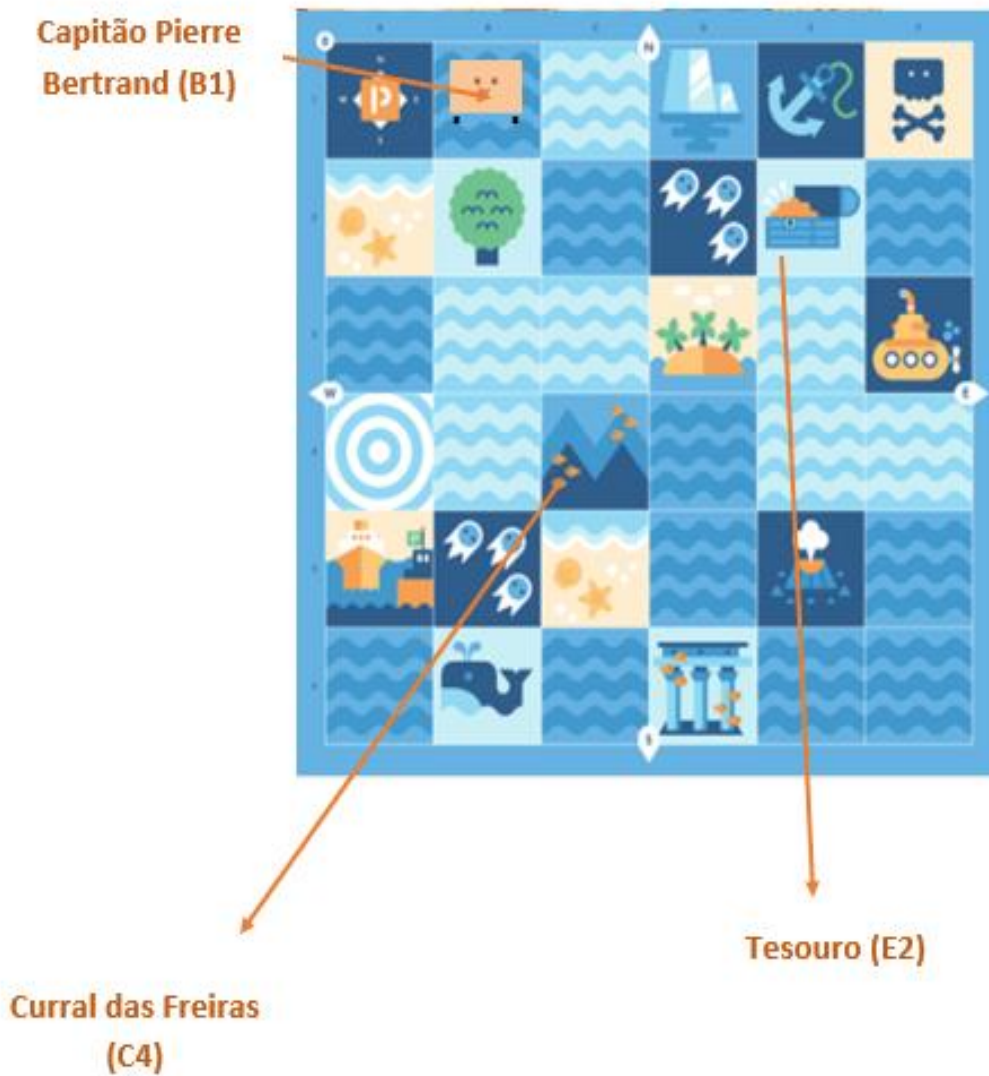 Capitão Pierre
Bertrand (B1)
N
W
E
S
Tesouro (E2)
Curral das Freiras
(C4)